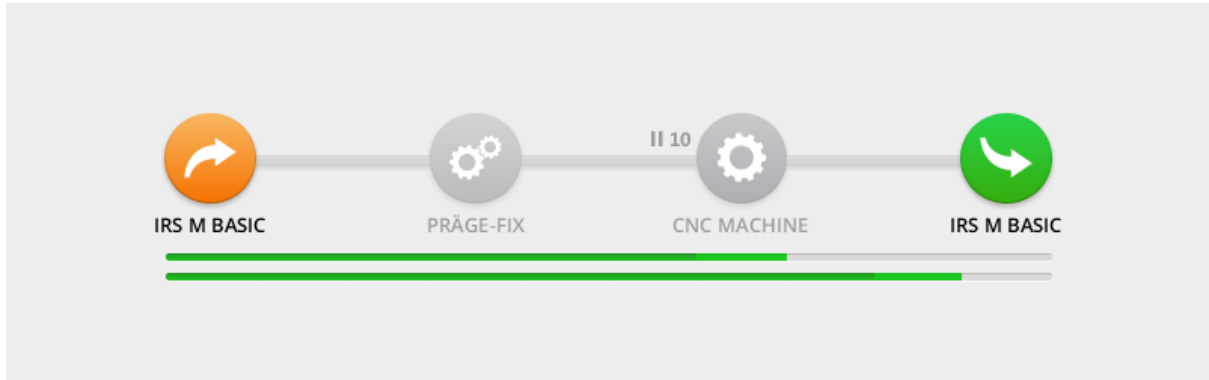 II 10
IRS M BASIC
PRÄGE-FIX
CNC MACHINE
IRS M BASIC